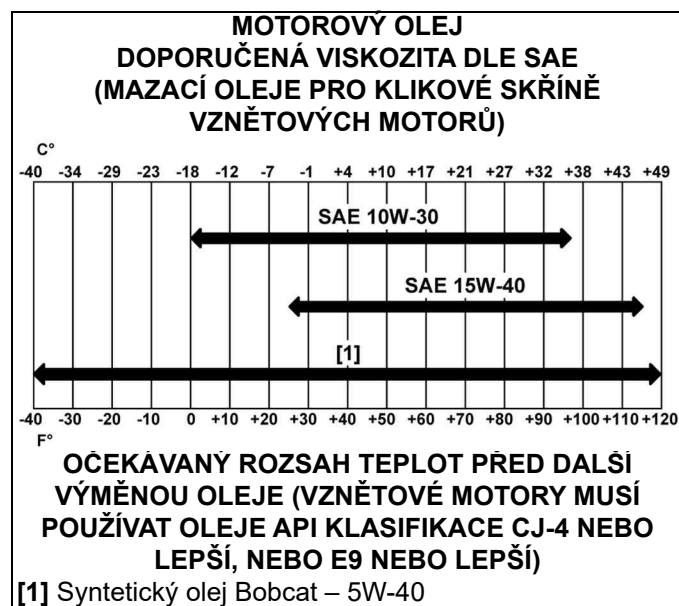 MOTOROVÝ OLEJ
DOPORUČENÁ VISKOZITA DLE SAE
(MAZACÍ OLEJE PRO KLIKOVÉ SKŘÍNĚ
VZNĚTOVÝCH MOTORŮ)
C°
-40 -34 -29 -23 -18 -12 -7 -1 +4 +10 +17 +21 +27 +32 +38 +43 +49
SAE 10W-30
SAE 15W-40
[1]
-40 -30 -20 -10 0 +10 +20 +30 +40 +50 +60 +70 +80 +90 +100 +110 +120
F°
OČEKÁVANÝ ROZSAH TEPLOT PŘED DALŠÍ
VÝMĚNOU OLEJE (VZNĚTOVÉ MOTORY MUSÍ
POUŽÍVAT OLEJE API KLASIFIKACE CJ-4 NEBO
LEPŠÍ, NEBO E9 NEBO LEPŠÍ)
[1] Syntetický olej Bobcat – 5W-40